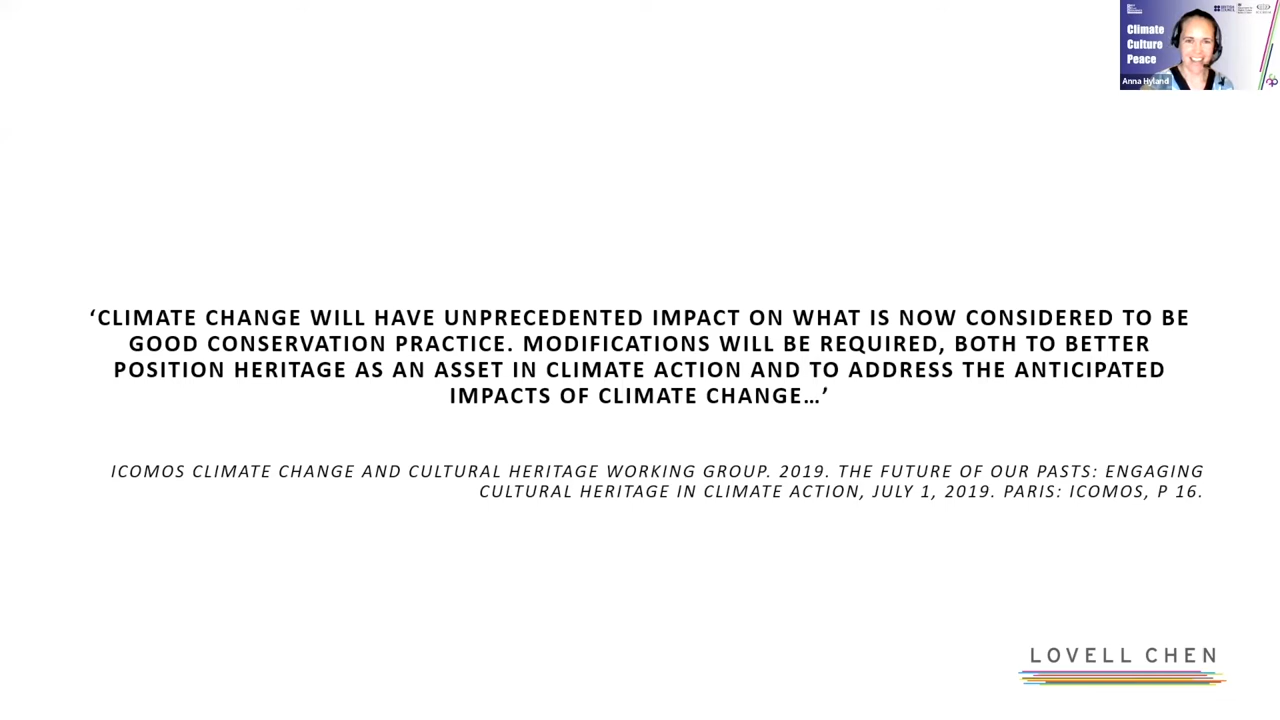 Climate
Culture
Peace
Anna Hyland
‘CLIMATE CHANGE WILL HAVE UNPRECEDENTED IMPACT ON WHAT IS NOW CONSIDERED TO BE
GOOD CONSERVATION PRACTICE. MODIFICATIONS WILL BE REQUIRED, BOTH TO BETTER
POSITION HERITAGE AS AN ASSET IN CLIMATE ACTION AND TO ADDRESS THE ANTICIPATED
IMPACTS OF CLIMATE CHANGE…’
ICOMOS CLIMATE CHANGE AND CULTURAL HERITAGE WORKING GROUP. 2019. THE FUTURE OF OUR PASTS: ENGAGING
CULTURAL HERITAGE IN CLIMATE ACTION, JULY 1, 2019. PARIS: ICOMOS, P 16.
LOVELL CHEN